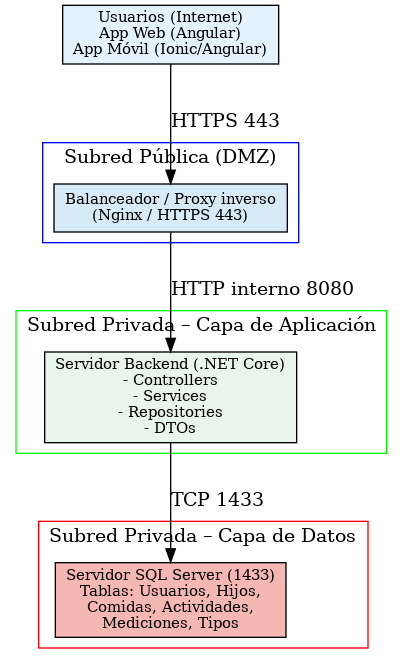 Usuarios (Internet)
App Web (Angular)
App Móvil (Ionic/Angular)
HTTPS 443
Subred Pública (DMZ)
Balanceador / Proxy inverso
(Nginx / HTTPS 443)
HTTP interno 8080
Subred Privada – Capa de Aplicación
Servidor Backend (.NET Core)
- Controllers
- Services
- Repositories
- DTOs
TCP 1433
Subred Privada – Capa de Datos
Servidor SQL Server (1433)
Tablas: Usuarios, Hijos,
Comidas, Actividades,
Mediciones, Tipos